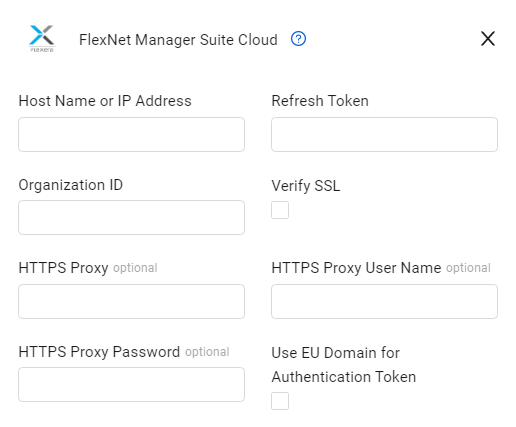 FLEXERA
FlexNet Manager Suite Cloud ?
Host Name or IP Address
Refresh Token
Organization ID
Verify SSL
HTTPS Proxy optional
HTTPS Proxy User Name optional
HTTPS Proxy Password optional
Use EU Domain for
Authentication Token